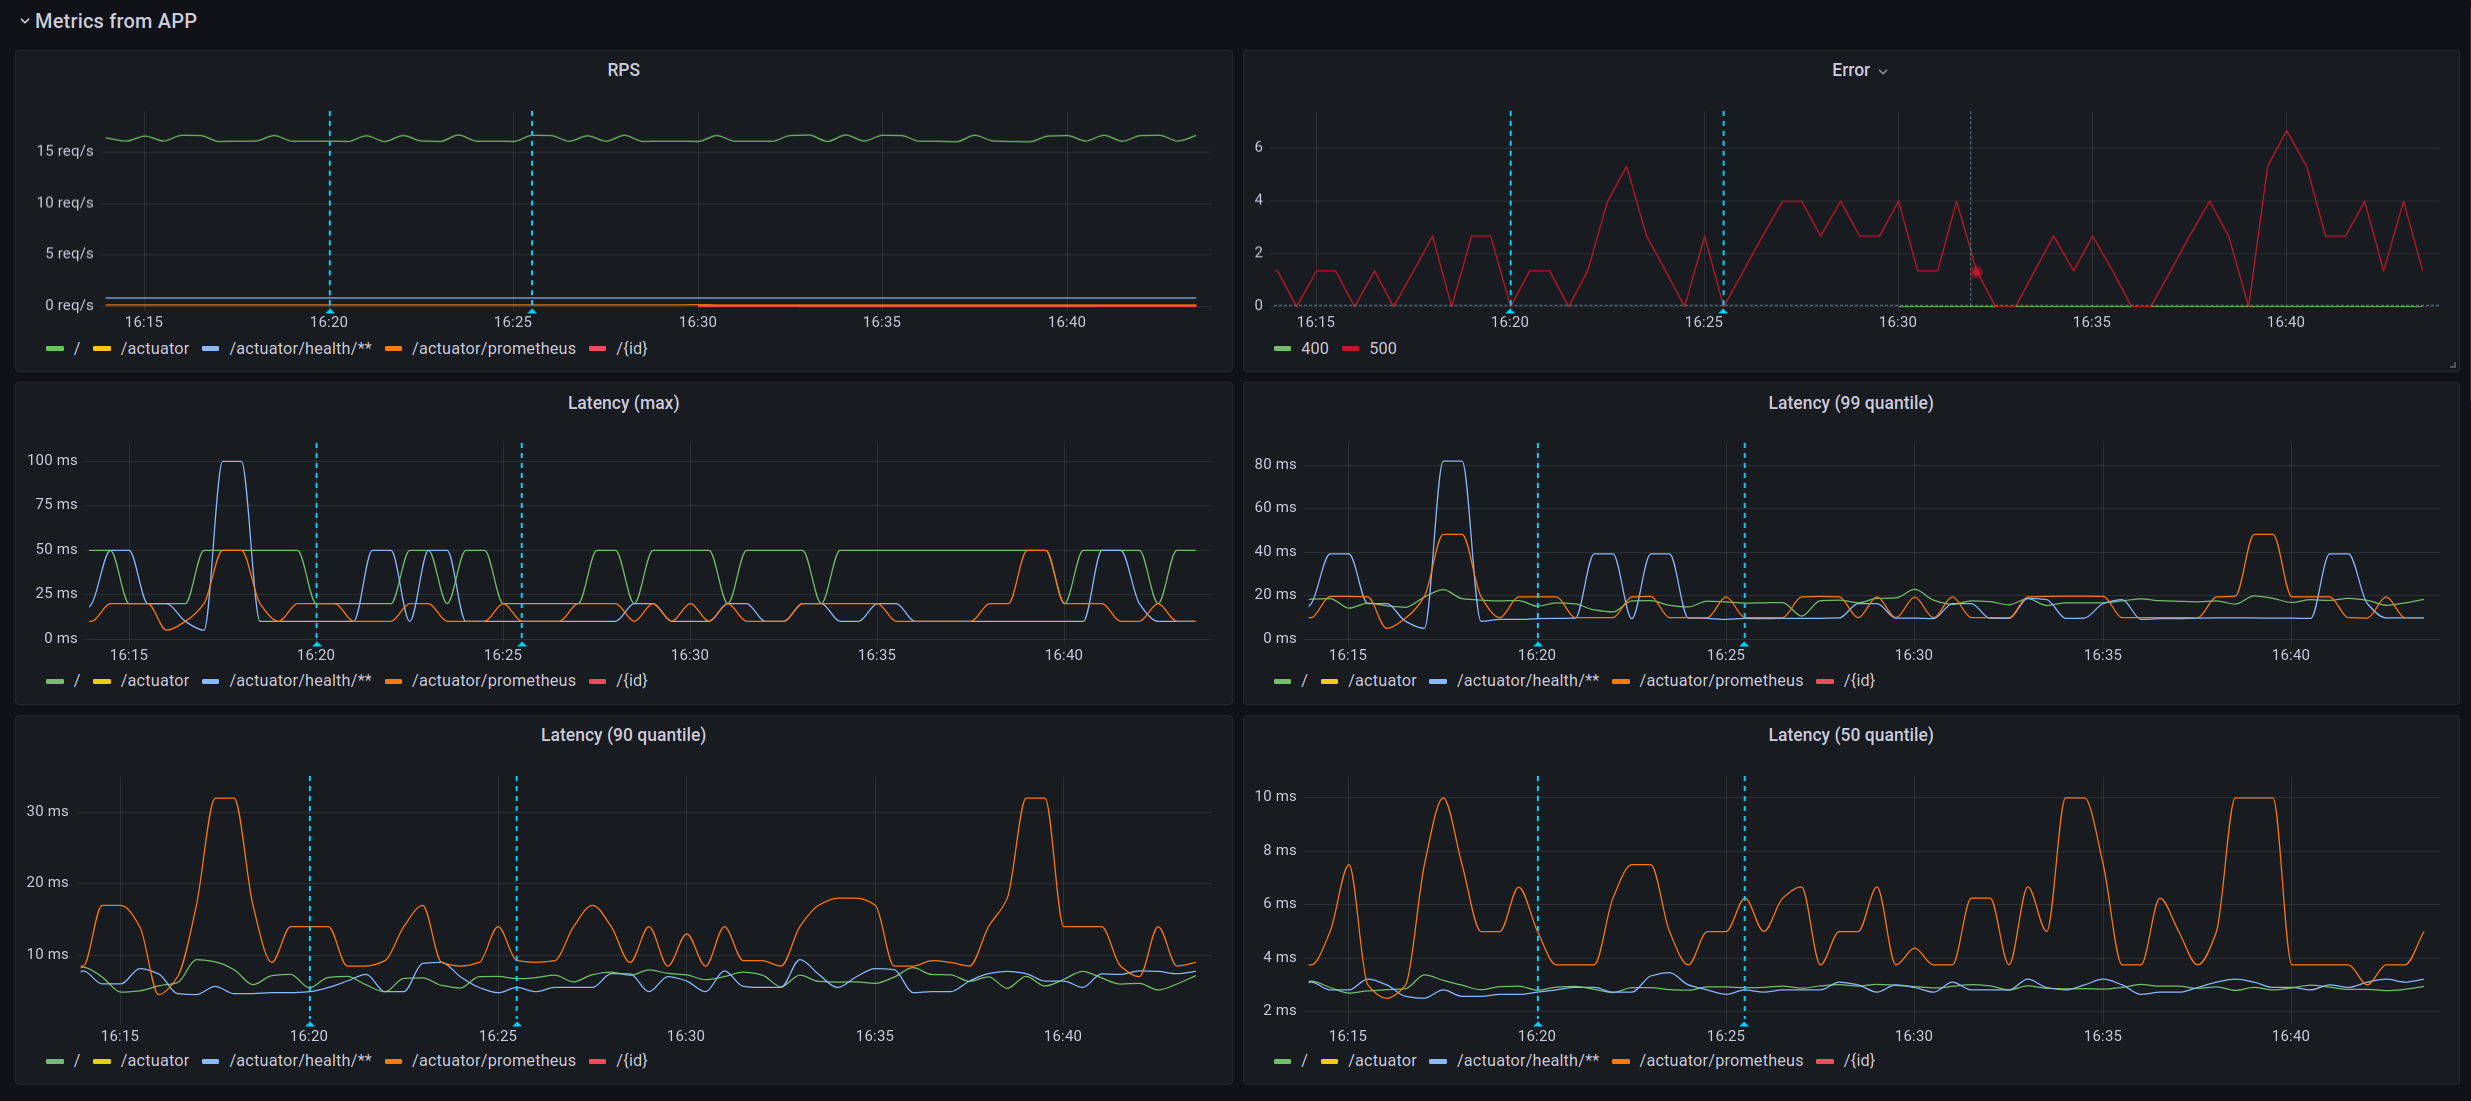 Metrics from APP
RPS
15 req/s
10 req/s
5 req/s
0 req/s
16:15 16:20 16:25 16:30 16:35 16:40
/ /actuator /actuator/health/** /actuator/prometheus /{id}
Error
6
4
2
0
16:15 16:20 16:25 16:30 16:35 16:40
400 500
Latency (max)
100 ms
75 ms
50 ms
25 ms
0 ms
16:15 16:20 16:25 16:30 16:35 16:40
/ /actuator /actuator/health/** /actuator/prometheus /{id}
Latency (99 quantile)
80 ms
60 ms
40 ms
20 ms
0 ms
16:15 16:20 16:25 16:30 16:35 16:40
/ /actuator /actuator/health/** /actuator/prometheus /{id}
Latency (90 quantile)
30 ms
20 ms
10 ms
16:15 16:20 16:25 16:30 16:35 16:40
/ /actuator /actuator/health/** /actuator/prometheus /{id}
Latency (50 quantile)
10 ms
8 ms
6 ms
4 ms
2 ms
16:15 16:20 16:25 16:30 16:35 16:40
/ /actuator /actuator/health/** /actuator/prometheus /{id}